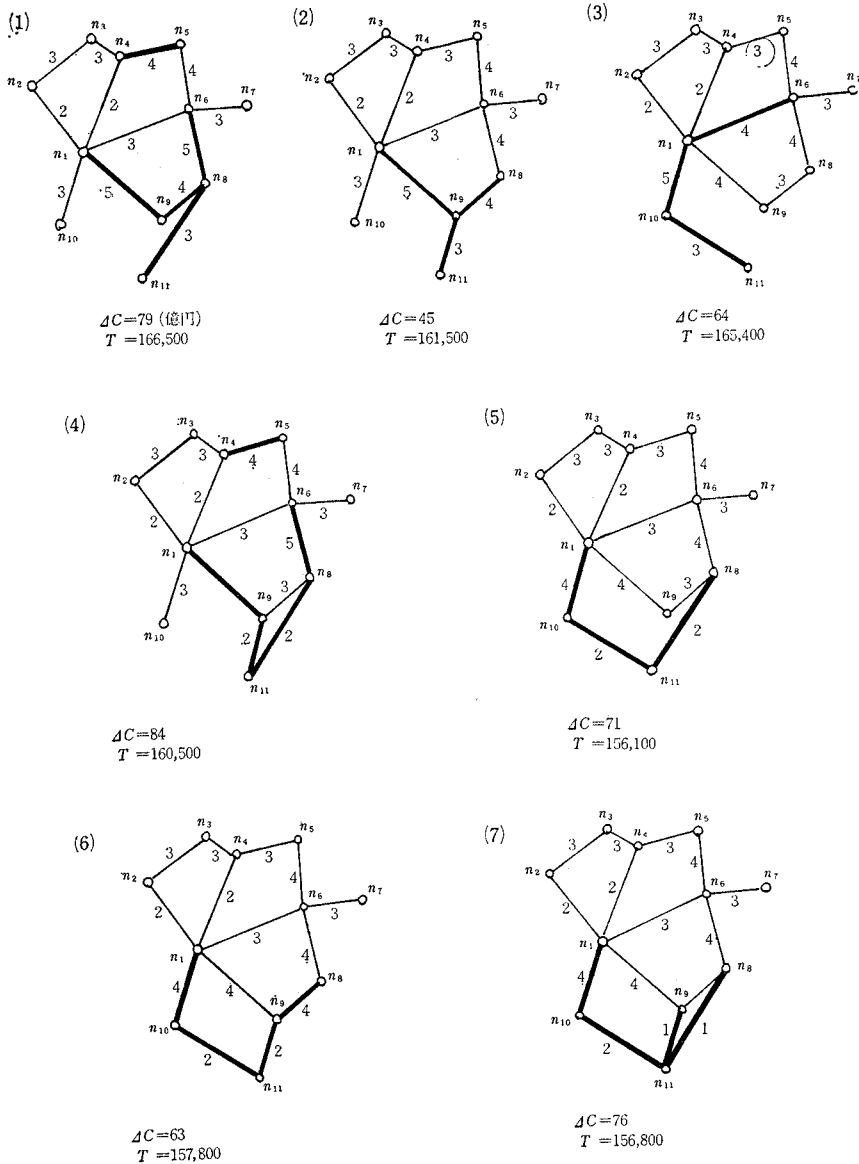 (1)
n₃
n₄
n₅
3
3
4
n₂
4
n₇
2
2
n₆
3
3
n₁
5
3
5
4
n₈
n₉
n₁₀
3
n₁₁
ΔC=79 (億円)
T =166,500
(2)
n₃
n₄
n₅
3
3
3
n₂
4
n₇
2
2
n₆
3
3
n₁
4
3
5
n₈
n₉
4
n₁₀
3
n₁₁
ΔC=45
T =161,500
(3)
n₃
n₄
n₅
3
3
3
n₂
4
n₇
2
2
n₆
3
4
n₁
4
5
4
3
n₈
n₁₀
n₉
3
n₁₁
ΔC=64
T =165,400
(4)
n₃
n₄
n₅
3
3
4
n₂
4
n₇
2
2
n₆
3
3
n₁
5
3
n₈
n₉
3
n₁₀
2
2
n₁₁
ΔC=84
T =160,500
(5)
n₃
n₄
n₅
3
3
3
n₂
4
n₇
2
2
n₆
3
3
n₁
4
4
4
n₈
3
n₉
n₁₀
2
2
n₁₁
ΔC=71
T =156,100
(6)
n₃
n₄
n₅
3
3
3
n₂
4
n₇
2
2
n₆
3
3
n₁
4
4
4
n₈
n₉
4
n₁₀
2
2
n₁₁
ΔC=63
T =157,800
(7)
n₃
n₄
n₅
3
3
3
n₂
4
n₇
2
2
n₆
3
3
n₁
4
4
4
n₈
n₉
n₁₀
1
1
2
n₁₁
ΔC=76
T =156,800